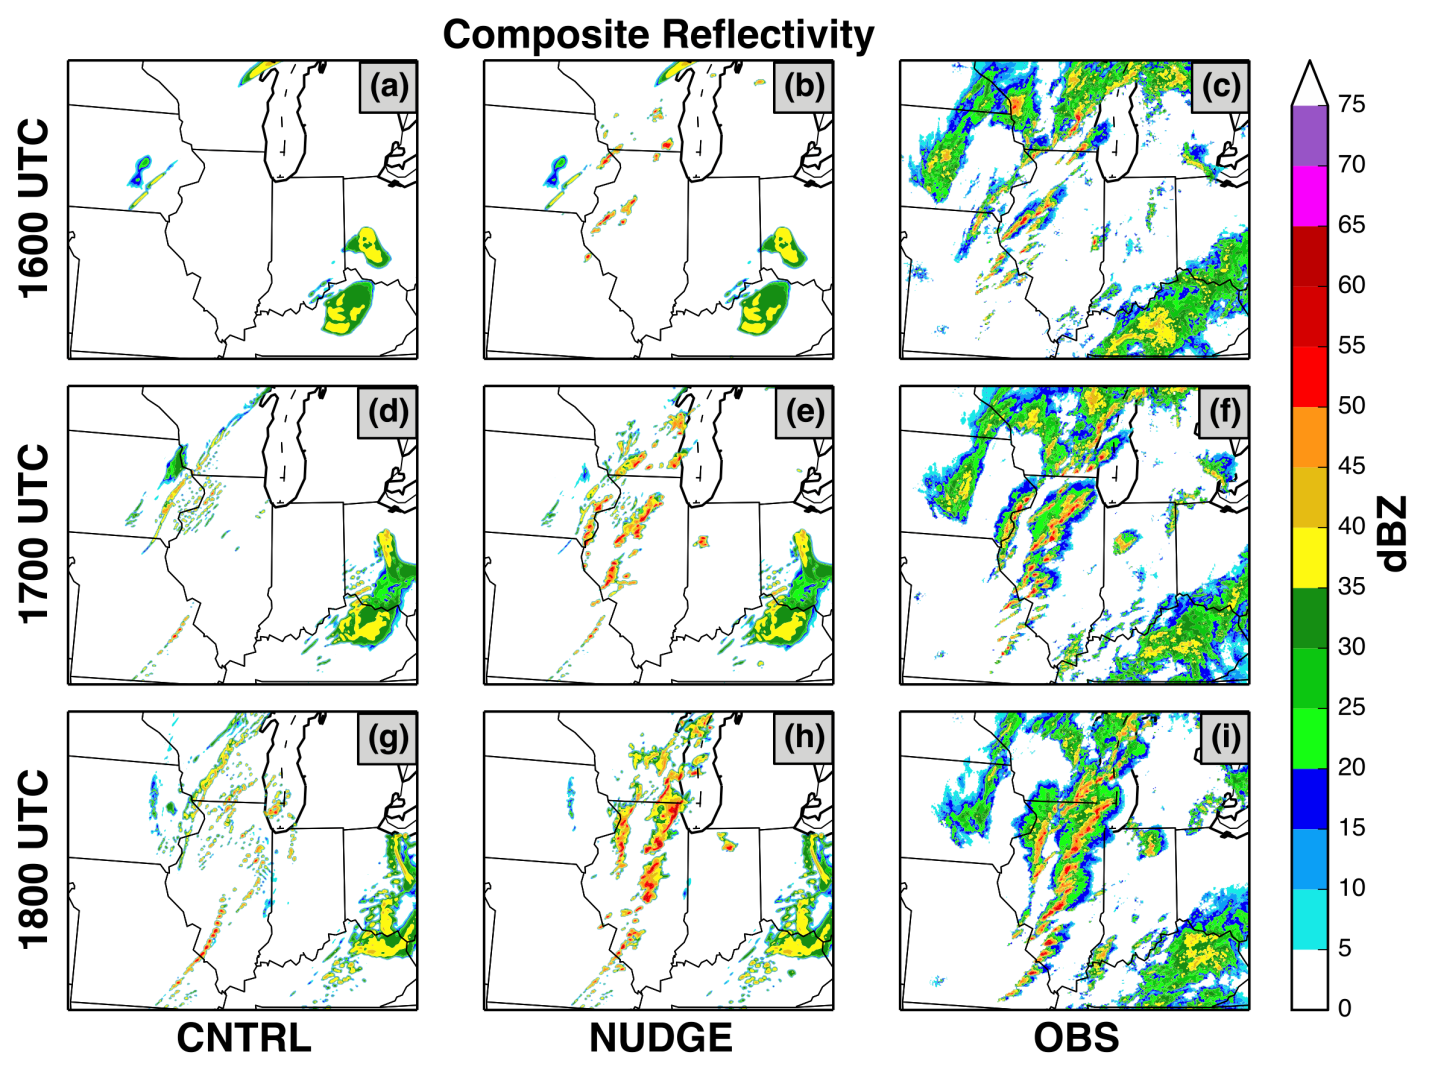 Composite Reflectivity
1600 UTC
(a)
(b)
(c)
1700 UTC
(d)
(e)
(f)
1800 UTC
(g)
(h)
(i)
CNTRL
NUDGE
OBS
75
70
65
60
55
50
45
40
35
30
25
20
15
10
5
0
dBZ